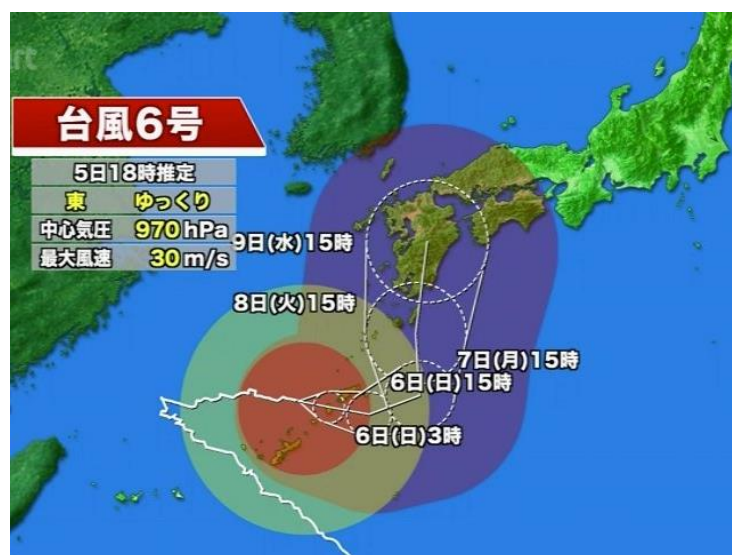 rt
台風6号
5日18時推定
東 ゆっくり
中心気圧 970hPa
最大風速 30m/s
9日(水)15時
8日(火)15時
7日(月)15時
6日(日)15時
6日(日)3時